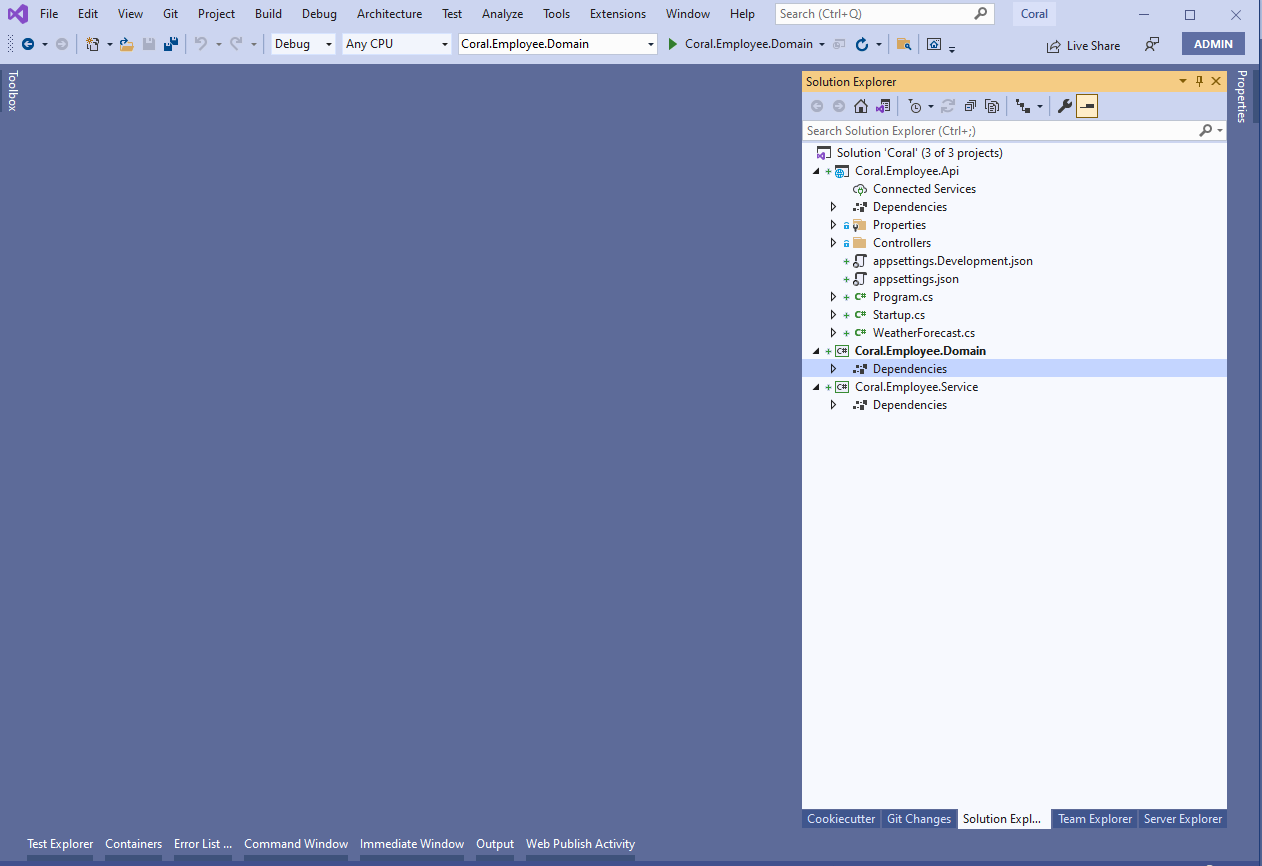 File Edit View Git Project Build Debug Architecture Test Analyze Tools Extensions Window Help Search (Ctrl+Q) Coral
Debug Any CPU Coral.Employee.Domain Coral.Employee.Domain Live Share ADMIN
Toolbox
Solution Explorer
Properties
Search Solution Explorer (Ctrl+;)
Solution 'Coral' (3 of 3 projects)
Coral.Employee.Api
Connected Services
Dependencies
Properties
Controllers
appsettings.Development.json
appsettings.json
C# Program.cs
C# Startup.cs
C# WeatherForecast.cs
C# Coral.Employee.Domain
Dependencies
C# Coral.Employee.Service
Dependencies
Cookiecutter Git Changes Solution Expl... Team Explorer Server Explorer
Test Explorer Containers Error List ... Command Window Immediate Window Output Web Publish Activity